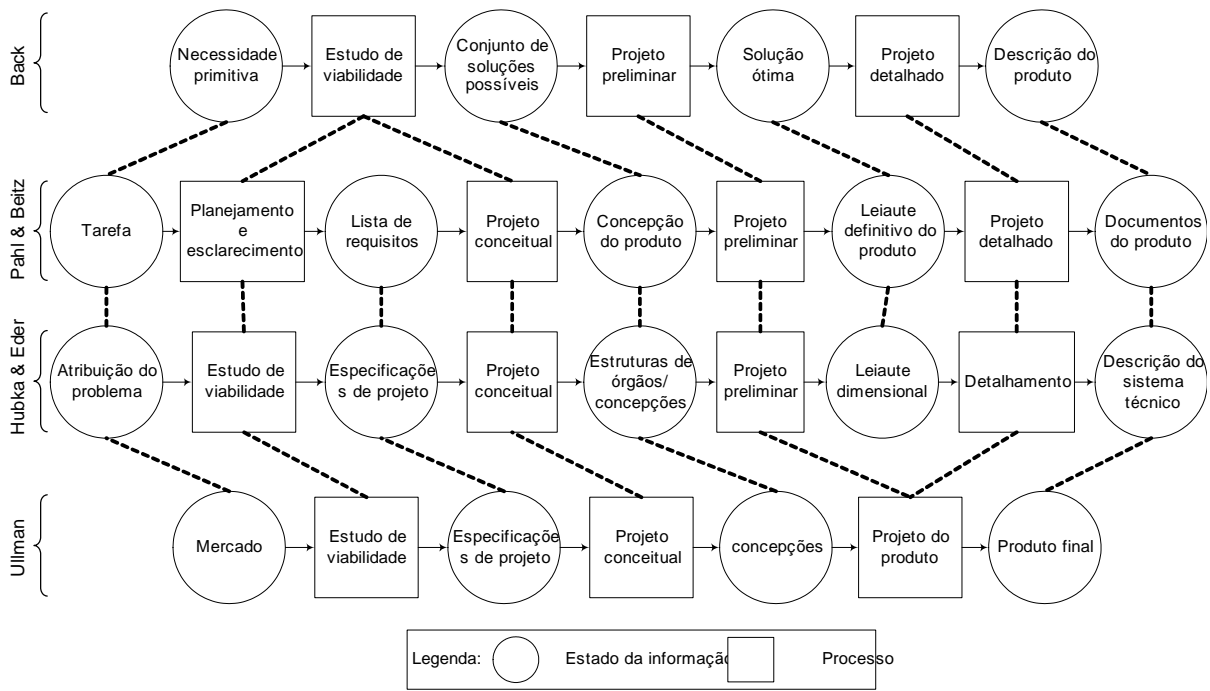 Back
Necessidade
primitiva
Estudo de
viabilidade
Conjunto de
soluções
possíveis
Projeto
preliminar
Solução
ótima
Projeto
detalhado
Descrição do
produto
Pahl & Beitz
Tarefa
Planejamento
e
esclarecimento
Lista de
requisitos
Projeto
conceitual
Concepção
do produto
Projeto
preliminar
Leiaute
definitivo do
produto
Projeto
detalhado
Documentos
do produto
Hubka & Eder
Atribuição do
problema
Estudo de
viabilidade
Especificaçõe
s de projeto
Projeto
conceitual
Estruturas de
órgãos/
concepções
Projeto
preliminar
Leiaute
dimensional
Detalhamento
Descrição do
sistema
técnico
Ullman
Mercado
Estudo de
viabilidade
Especificaçõe
s de projeto
Projeto
conceitual
concepções
Projeto do
produto
Produto final
Legenda: Estado da informação Processo